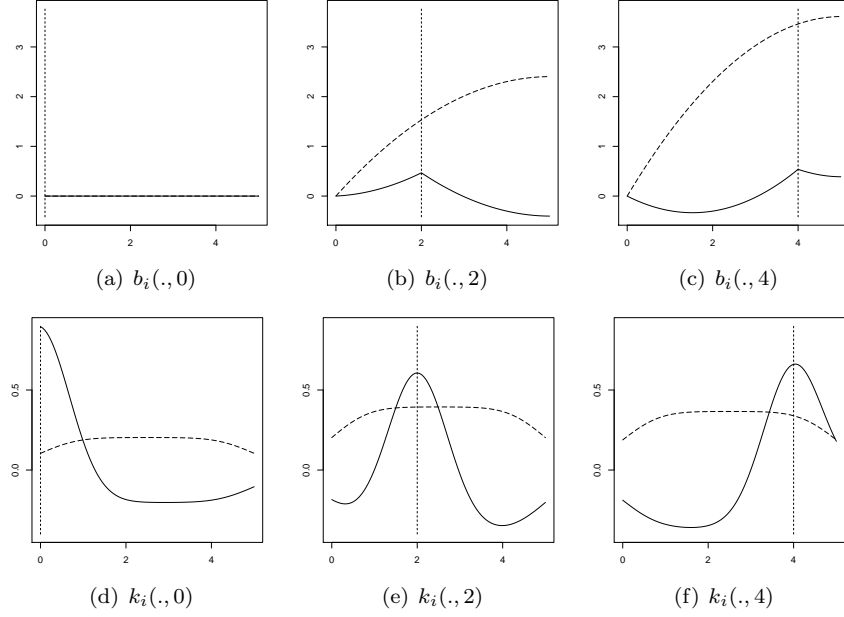 0 1 2 3
0 2 4
(a) b_i(., 0)
0 1 2 3
0 2 4
(b) b_i(., 2)
0 1 2 3
0 2 4
(c) b_i(., 4)
0.0 0.5
0 2 4
(d) k_i(., 0)
0.0 0.5
0 2 4
(e) k_i(., 2)
0.0 0.5
0 2 4
(f) k_i(., 4)